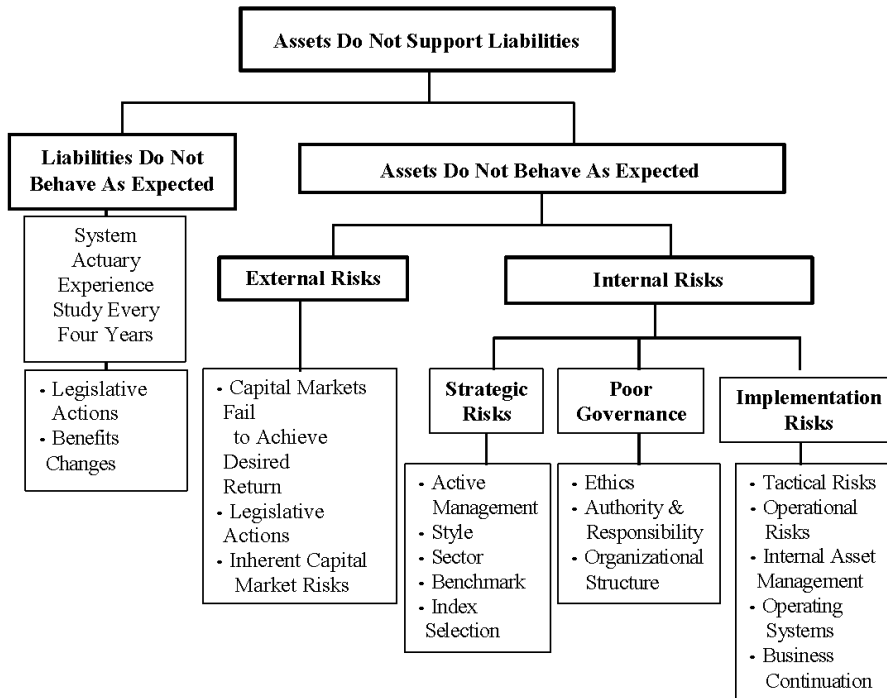 Assets Do Not Support Liabilities
Liabilities Do Not
Behave As Expected
Assets Do Not Behave As Expected
System
Actuary
Experience
Study Every
Four Years
External Risks
Internal Risks
• Legislative
Actions
• Benefits
Changes
• Capital Markets
Fail
to Achieve
Desired
Return
• Legislative
Actions
• Inherent Capital
Market Risks
Strategic
Risks
Poor
Governance
Implementation
Risks
• Active
Management
• Style
• Sector
• Benchmark
• Index
Selection
• Ethics
• Authority &
Responsibility
• Organizational
Structure
• Tactical Risks
• Operational
Risks
• Internal Asset
Management
• Operating
Systems
• Business
Continuation